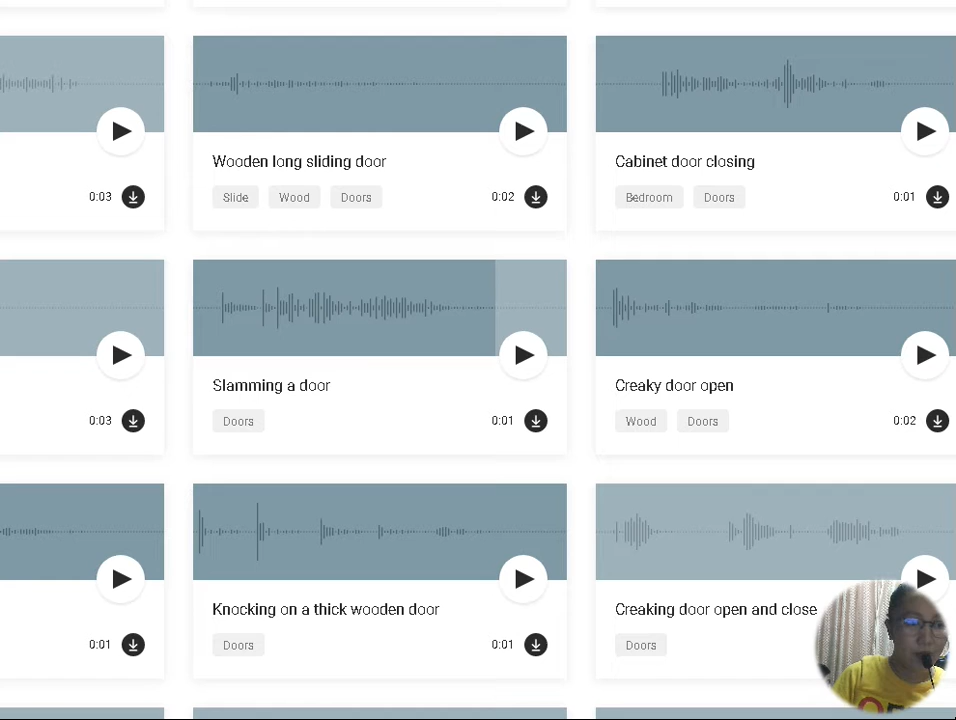 0:03
Wooden long sliding door
Slide Wood Doors 0:02
Cabinet door closing
Bedroom Doors 0:01
0:03
Slamming a door
Doors 0:01
Creaky door open
Wood Doors 0:02
0:01
Knocking on a thick wooden door
Doors 0:01
Creaking door open and close
Doors